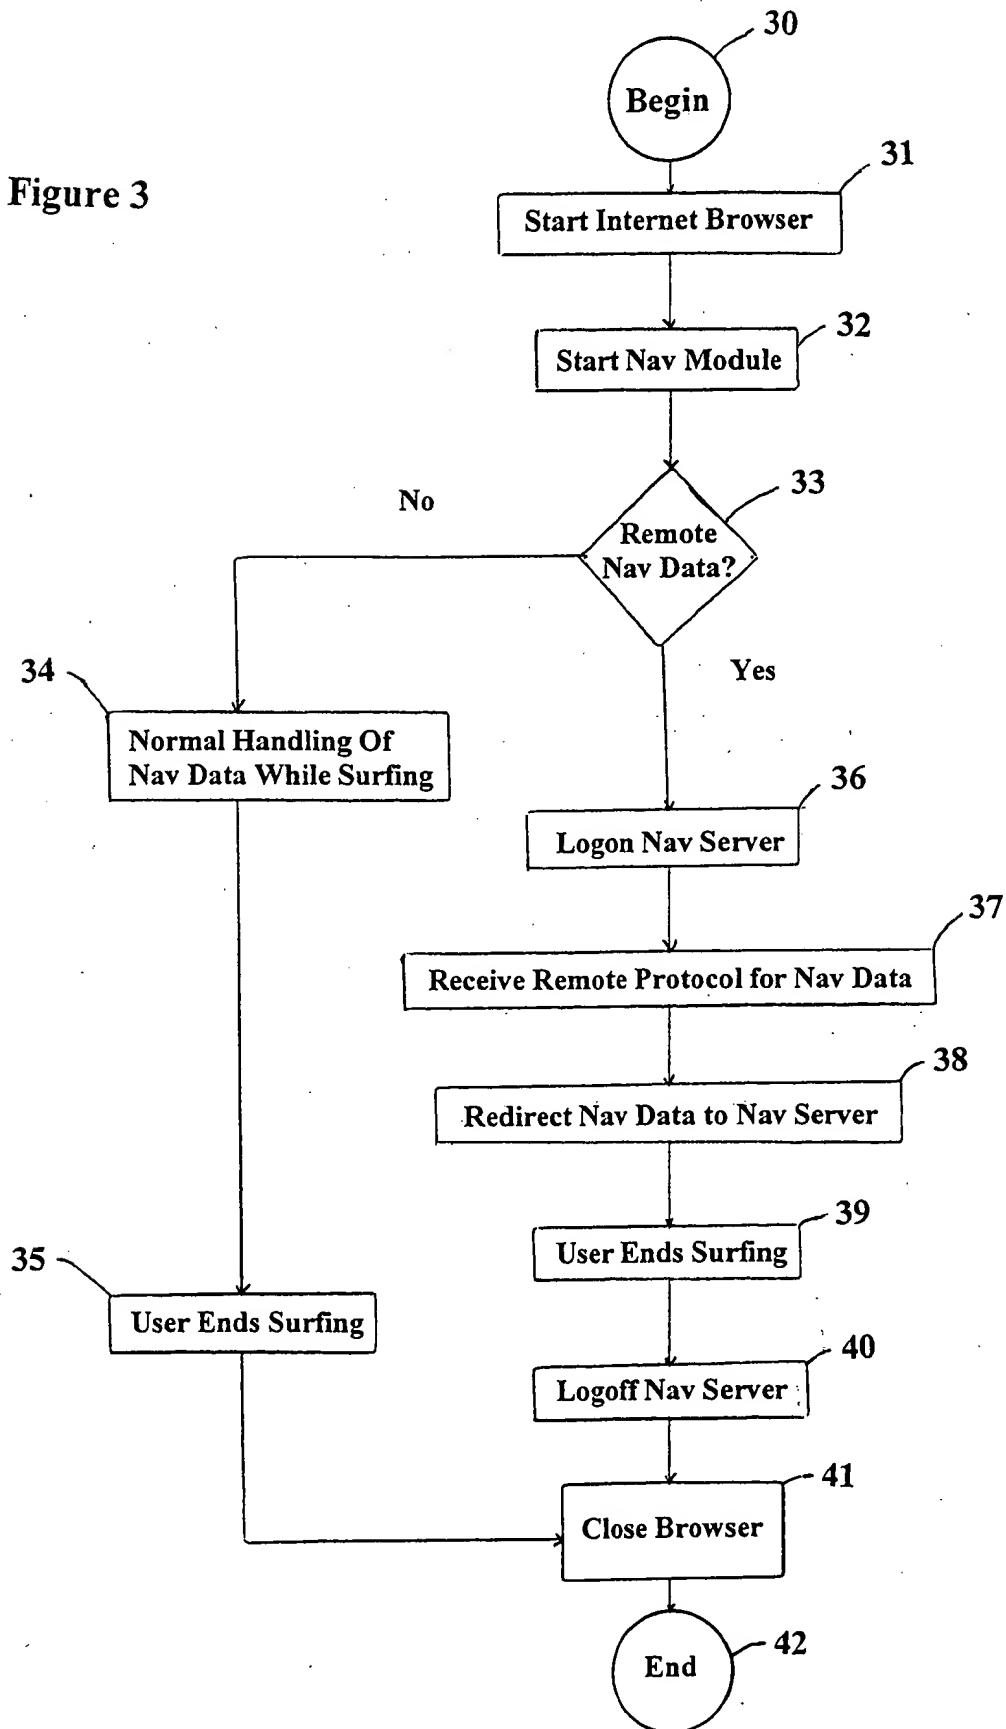 30
Begin
Figure 3
31
Start Internet Browser
32
Start Nav Module
33
No
Remote
Nav Data?
Yes
34
Normal Handling Of
Nav Data While Surfing
36
Logon Nav Server
37
Receive Remote Protocol for Nav Data
38
Redirect Nav Data to Nav Server
39
User Ends Surfing
35
User Ends Surfing
40
Logoff Nav Server
41
Close Browser
42
End